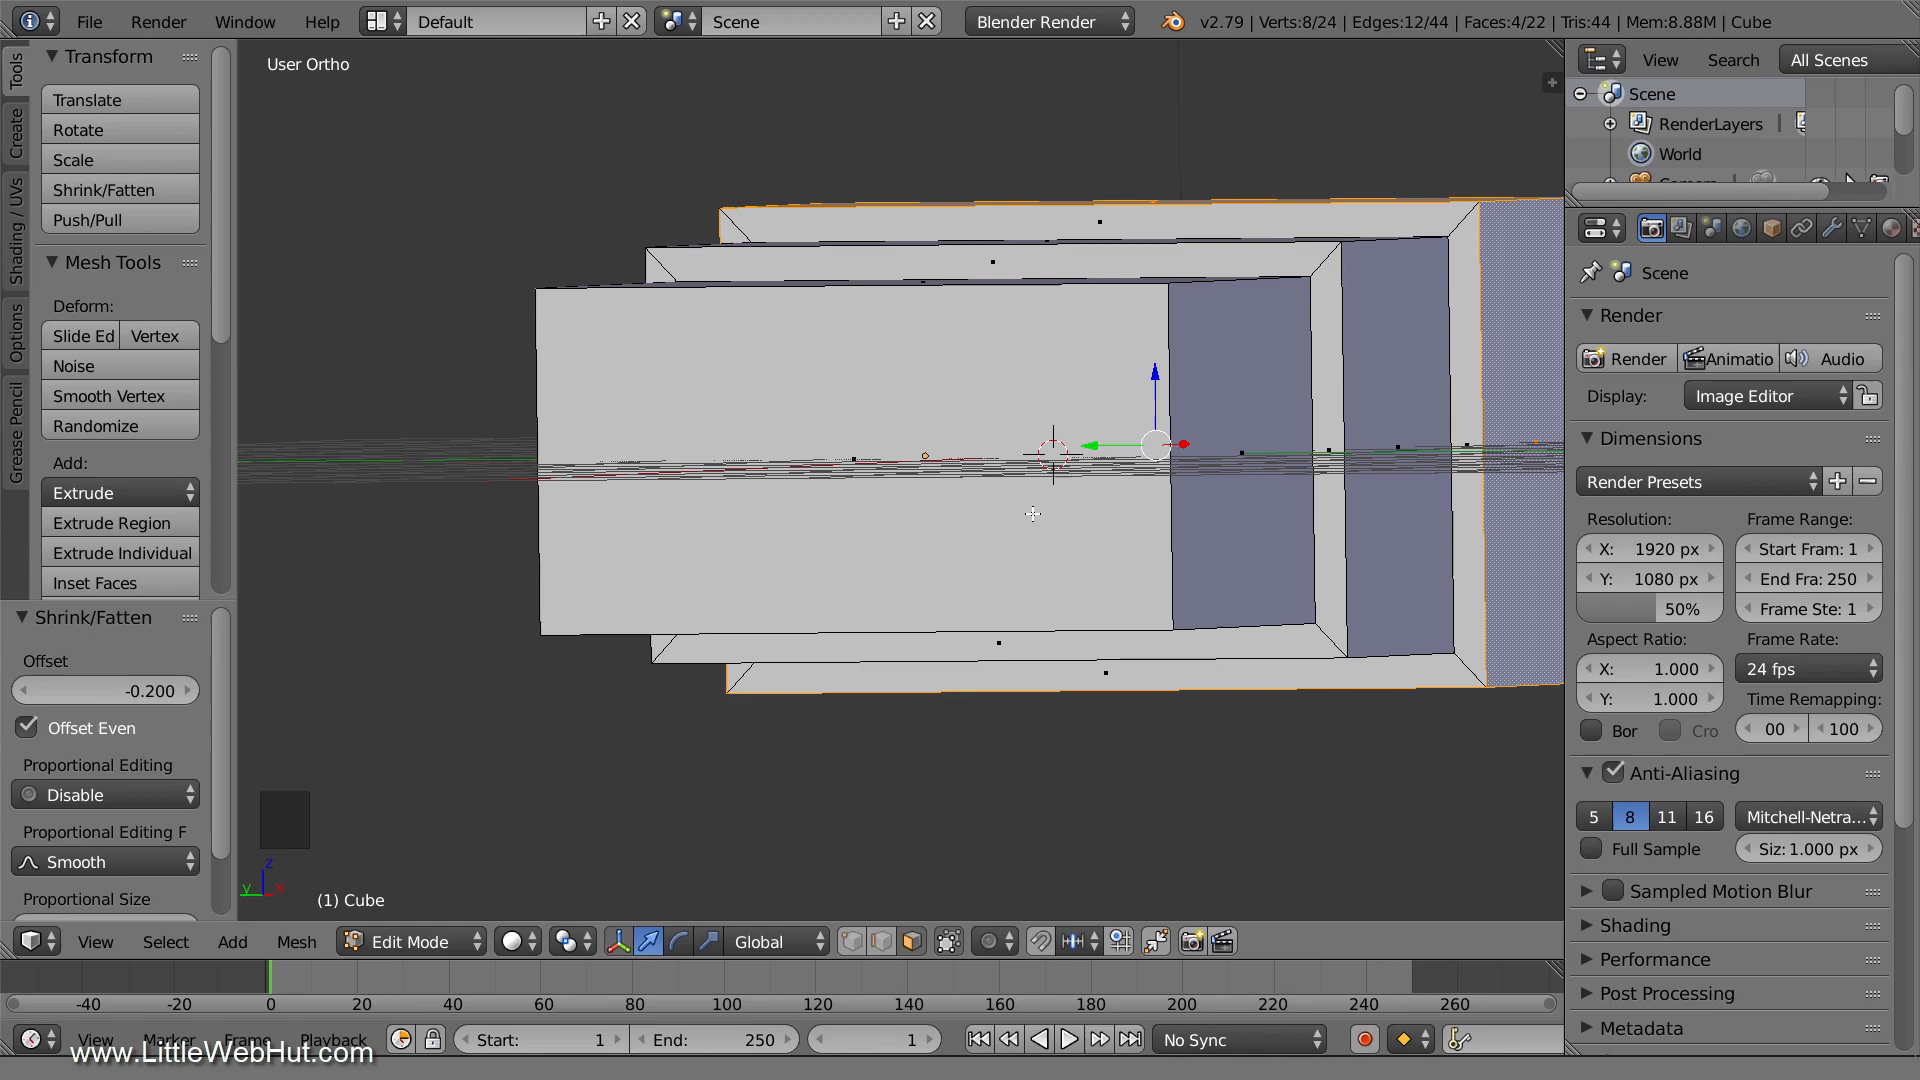 File Render Window Help Default Scene Blender Render v2.79 | Verts:8/24 | Edges:12/44 | Faces:4/22 | Tris:44 | Mem:8.88M | Cube
Tools
Create
Shading / UVs
Options
Grease Pencil
Transform
Translate
Rotate
Scale
Shrink/Fatten
Push/Pull
Mesh Tools
Deform:
Slide Ed Vertex
Noise
Smooth Vertex
Randomize
Add:
Extrude
Extrude Region
Extrude Individual
Inset Faces
Shrink/Fatten
Offset
-0.200
Offset Even
Proportional Editing
Disable
Proportional Editing F
Smooth
Proportional Size
User Ortho
z
y x
(1) Cube
View Select Add Mesh Edit Mode Global
View Search All Scenes
Scene
RenderLayers
World
Scene
Render
Render Animatio Audio
Display: Image Editor
Dimensions
Render Presets
Resolution: Frame Range:
X: 1920 px Start Fram: 1
Y: 1080 px End Fra: 250
50% Frame Ste: 1
Aspect Ratio: Frame Rate:
X: 1.000 24 fps
Y: 1.000 Time Remapping:
Bor Cro 00 100
Anti-Aliasing
5 8 11 16 Mitchell-Netra...
Full Sample Siz: 1.000 px
Sampled Motion Blur
Shading
Performance
Post Processing
Metadata
-40 -20 0 20 40 60 80 100 120 140 160 180 200 220 240 260
View Marker Frame Playback Start: 1 End: 250 1 No Sync
www.LittleWebHut.com